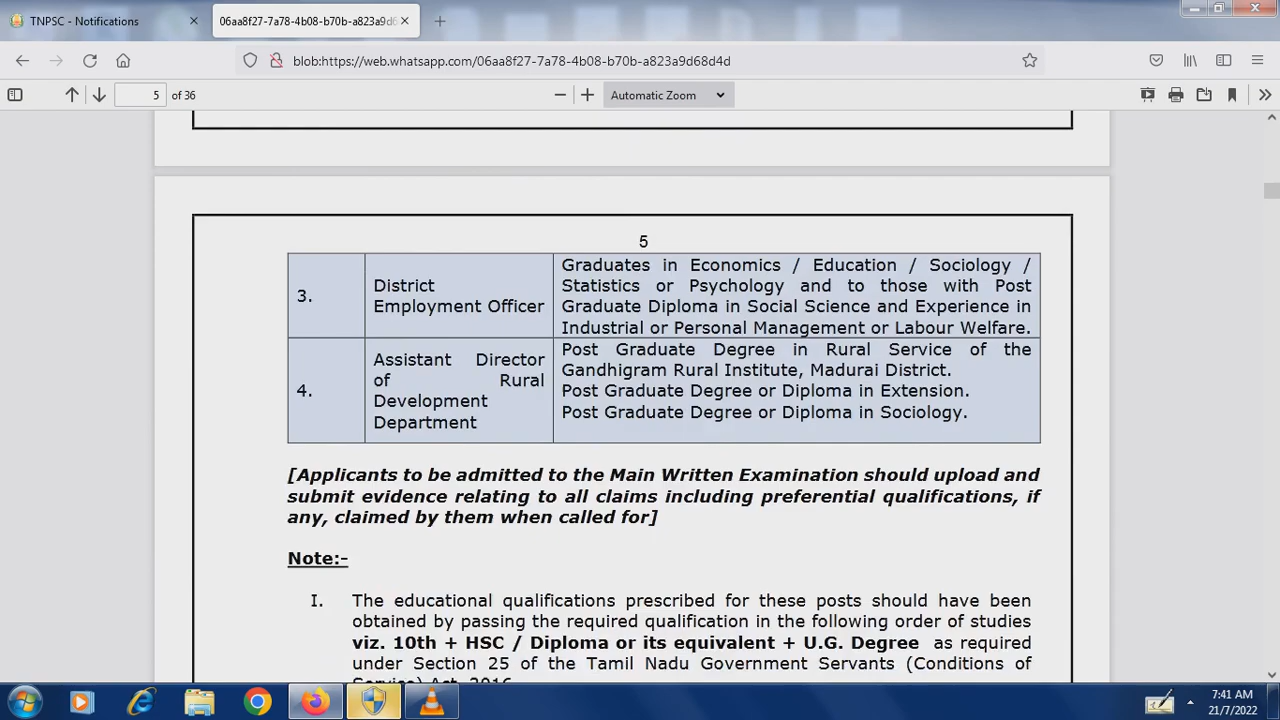 TNPSC - Notifications
06aa8f27-7a78-4b08-b70b-a823a9d6
blob:https://web.whatsapp.com/06aa8f27-7a78-4b08-b70b-a823a9d68d4d
5 of 36
Automatic Zoom
5
3.
District
Employment Officer
Graduates in Economics / Education / Sociology /
Statistics or Psychology and to those with Post
Graduate Diploma in Social Science and Experience in
Industrial or Personal Management or Labour Welfare.
4.
Assistant Director
of Rural
Development
Department
Post Graduate Degree in Rural Service of the
Gandhigram Rural Institute, Madurai District.
Post Graduate Degree or Diploma in Extension.
Post Graduate Degree or Diploma in Sociology.
[Applicants to be admitted to the Main Written Examination should upload and
submit evidence relating to all claims including preferential qualifications, if
any, claimed by them when called for]
Note:-
I. The educational qualifications prescribed for these posts should have been
obtained by passing the required qualification in the following order of studies
viz. 10th + HSC / Diploma or its equivalent + U.G. Degree as required
under Section 25 of the Tamil Nadu Government Servants (Conditions of
Service) Act, 2016
7:41 AM
21/7/2022